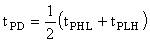 t_PD = 1/2 (t_PHL + t_PLH)